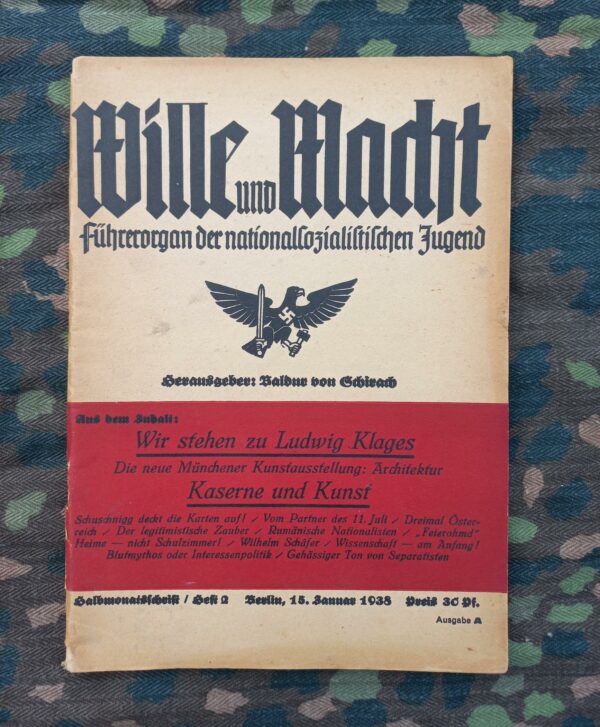 Wille und Macht
Führerorgan der nationalsozialistischen Jugend
Herausgeber: Baldur von Schirach
Aus dem Inhalt:
Wir stehen zu Ludwig Klages
Die neue Münchener Kunstausstellung: Architektur
Kaserne und Kunst
Schuschnigg deckt die Karten auf! / Vom Partner des 11. Juli / Dreimal Öster-
reich / Der legitimistische Zauber / Rumänische Nationalisten / „Feierohmd“
Heime — nicht Schulzimmer! / Wilhelm Schäfer / Wissenschaft — am Anfang!
Blutmythos oder Interessenpolitik / Gehässiger Ton von Separatisten
Halbmonatsschrift / Heft 2 Berlin, 15. Januar 1938 Preis 30 Pf.
Ausgabe A